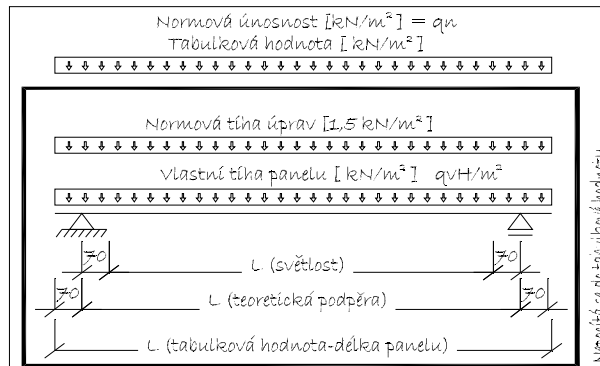 Normová únosnost [kN/m²] = qn
Tabulková hodnota [ kN/m²]
Normová tíha úprav [1,5 kN/m²]
Vlastní tíha panelu [ kN/m²] qvH/m²
70
70
L (světlost)
70
70
L (teoretická podpěra)
L (tabulková hodnota-délka panelu)